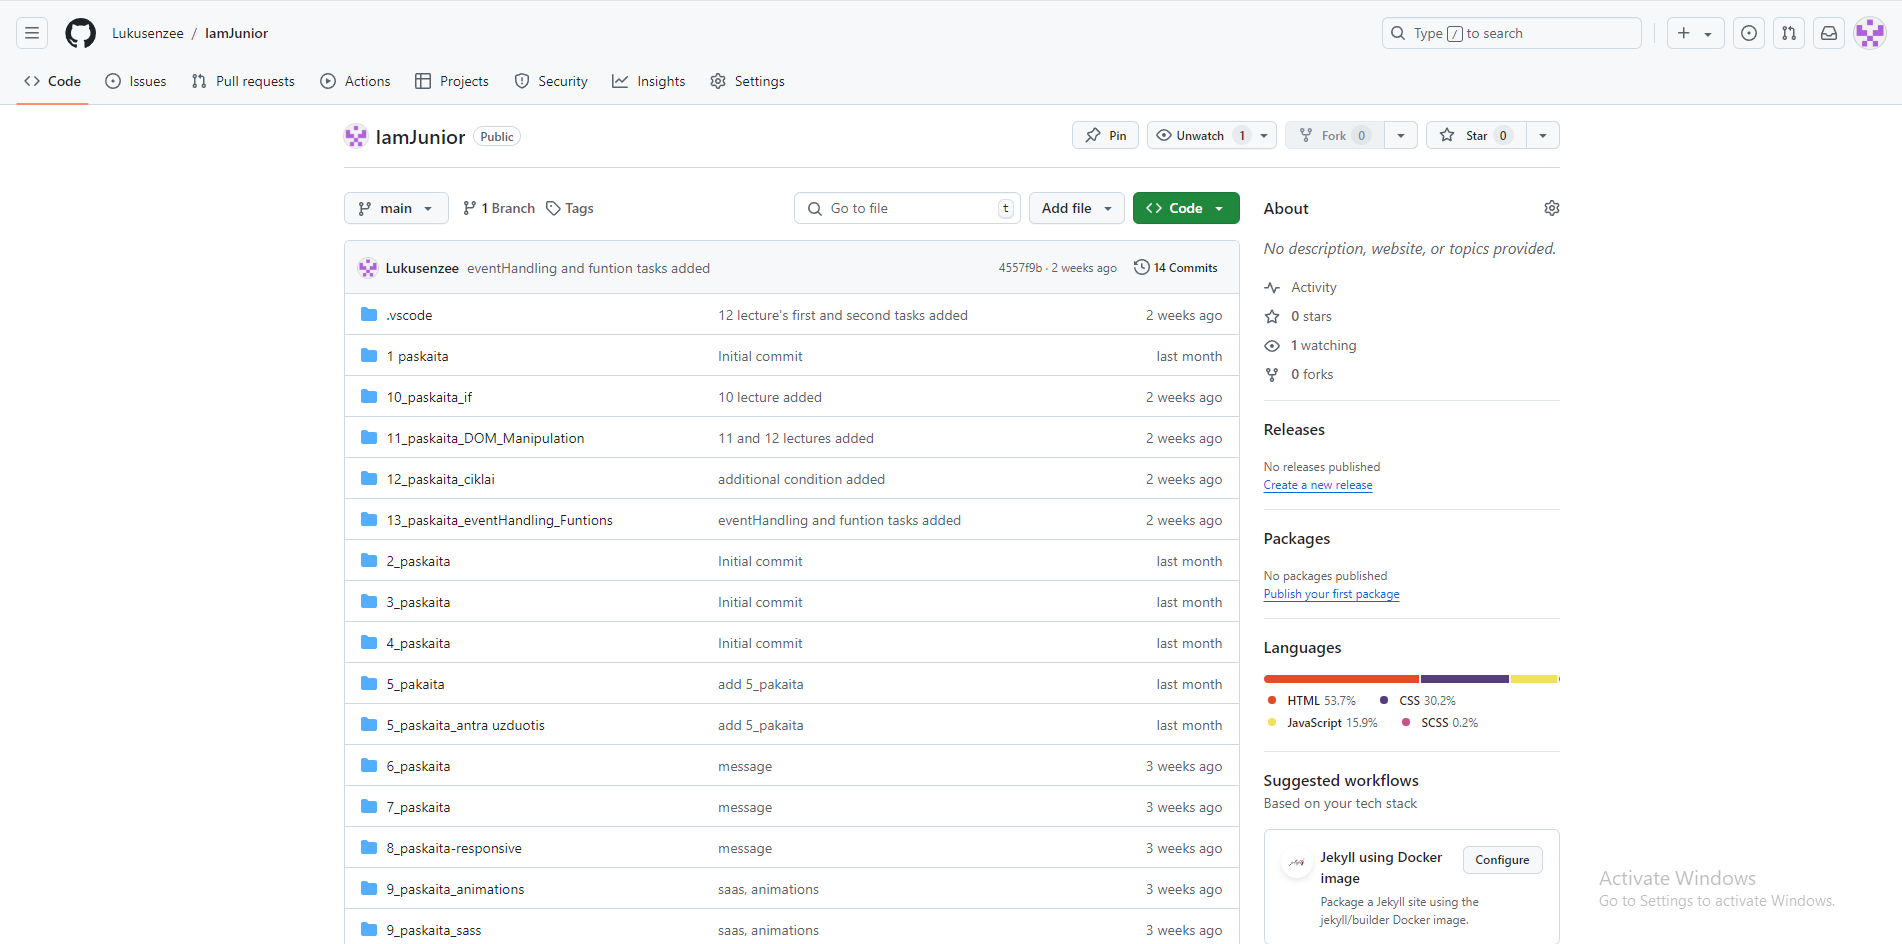 Lukusenzee / IamJunior
Type / to search
Code Issues Pull requests Actions Projects Security Insights Settings
IamJunior Public
Pin Unwatch 1 Fork 0 Star 0
main 1 Branch Tags Go to file t Add file Code
Lukusenzee eventHandling and funtion tasks added 4557f9b · 2 weeks ago 14 Commits
.vscode 12 lecture's first and second tasks added 2 weeks ago
1 paskaita Initial commit last month
10_paskaita_if 10 lecture added 2 weeks ago
11_paskaita_DOM_Manipulation 11 and 12 lectures added 2 weeks ago
12_paskaita_ciklai additional condition added 2 weeks ago
13_paskaita_eventHandling_Funtions eventHandling and funtion tasks added 2 weeks ago
2_paskaita Initial commit last month
3_paskaita Initial commit last month
4_paskaita Initial commit last month
5_pakaita add 5_pakaita last month
5_paskaita_antra uzduotis add 5_pakaita last month
6_paskaita message 3 weeks ago
7_paskaita message 3 weeks ago
8_paskaita-responsive message 3 weeks ago
9_paskaita_animations saas, animations 3 weeks ago
9_paskaita_sass saas, animations 3 weeks ago
About
No description, website, or topics provided.
Activity
0 stars
1 watching
0 forks
Releases
No releases published
Create a new release
Packages
No packages published
Publish your first package
Languages
HTML 53.7% CSS 30.2%
JavaScript 15.9% SCSS 0.2%
Suggested workflows
Based on your tech stack
Jekyll using Docker
image
Configure
Package a Jekyll site using the
jekyll/builder Docker image.
Activate Windows
Go to Settings to activate Windows.